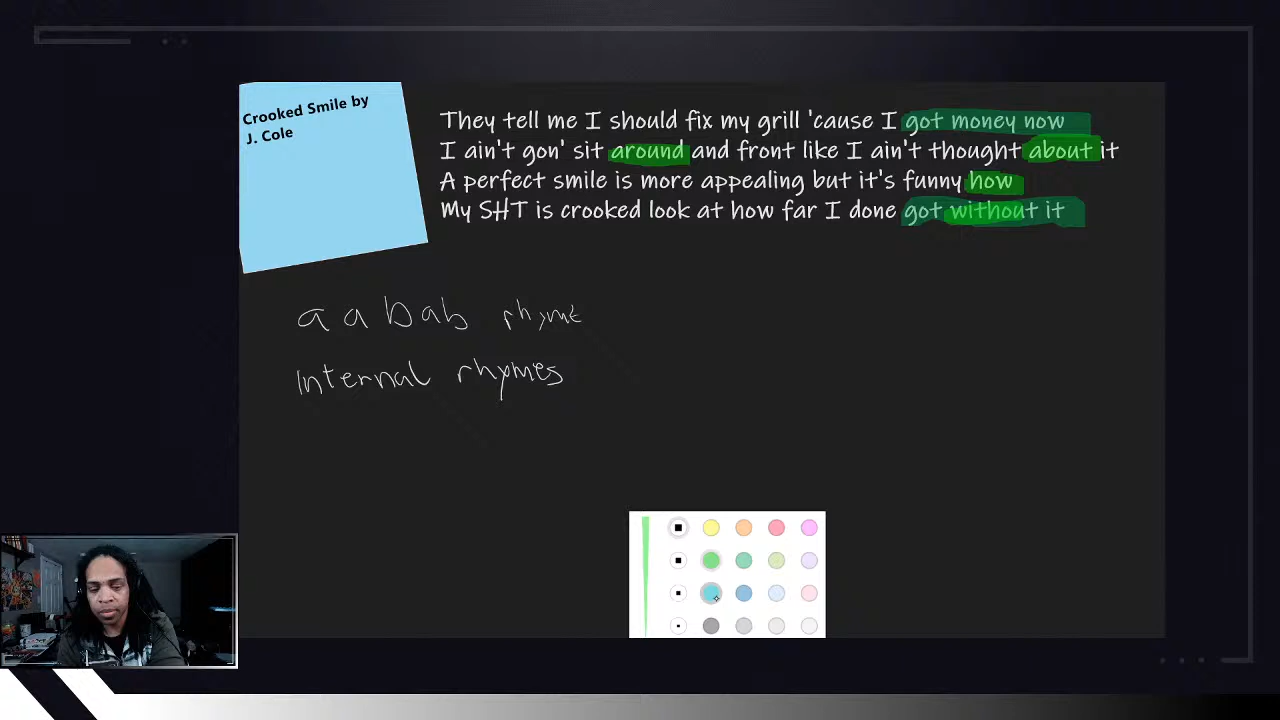 Crooked Smile by
J. Cole
They tell me I should fix my grill 'cause I got money now
I ain't gon' sit around and front like I ain't thought about it
A perfect smile is more appealing but it's funny how
My SHT is crooked look at how far I done got without it
a a b a b rhyme
Internal rhymes